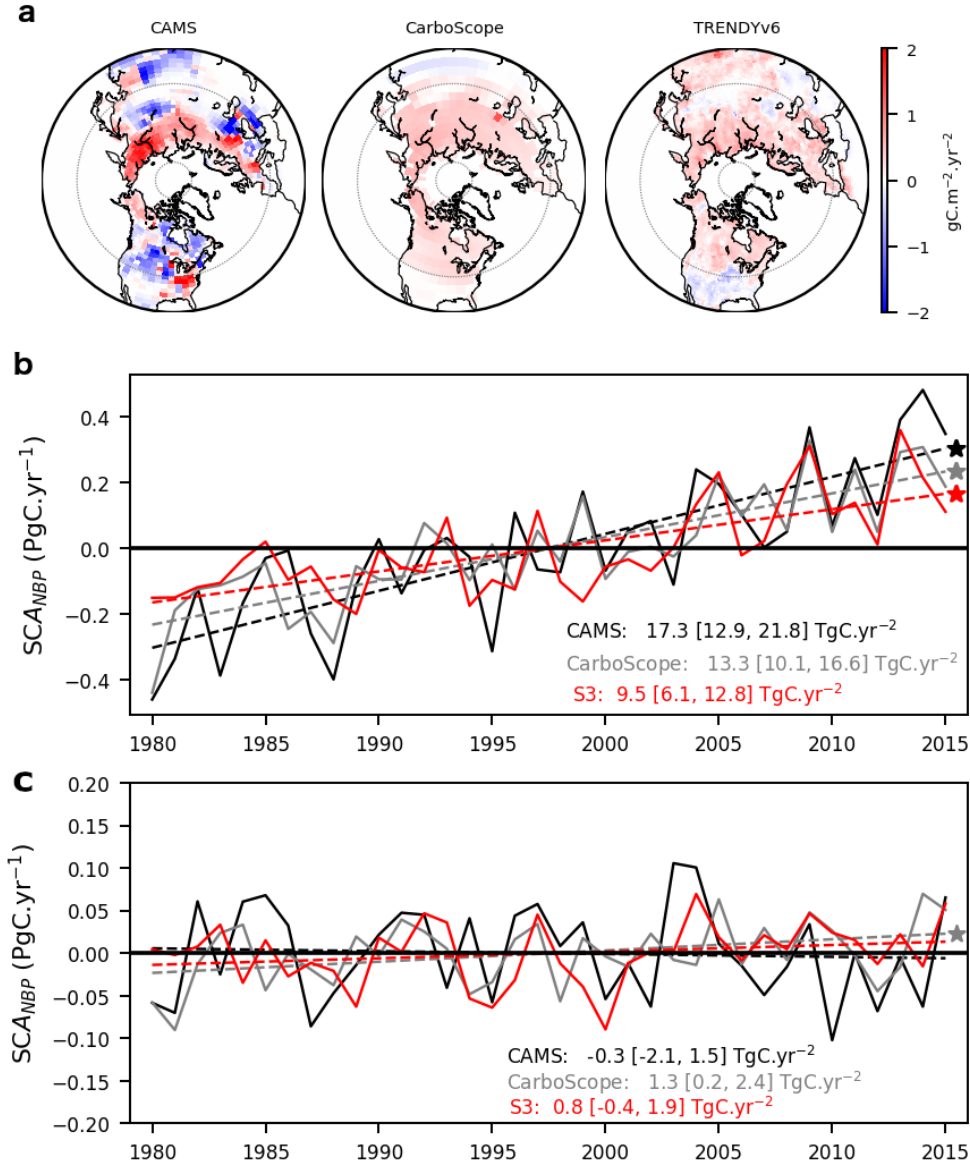 a
CAMS
CarboScope
TRENDYv6
2
1
0
−1
−2
gC.m⁻².yr⁻²
b
SCA_NBP (PgC.yr⁻¹)
0.4
0.2
0.0
−0.2
−0.4
CAMS: 17.3 [12.9, 21.8] TgC.yr⁻²
CarboScope: 13.3 [10.1, 16.6] TgC.yr⁻²
S3: 9.5 [6.1, 12.8] TgC.yr⁻²
1980 1985 1990 1995 2000 2005 2010 2015
c
SCA_NBP (PgC.yr⁻¹)
0.20
0.15
0.10
0.05
0.00
−0.05
−0.10
−0.15
−0.20
CAMS: -0.3 [-2.1, 1.5] TgC.yr⁻²
CarboScope: 1.3 [0.2, 2.4] TgC.yr⁻²
S3: 0.8 [-0.4, 1.9] TgC.yr⁻²
1980 1985 1990 1995 2000 2005 2010 2015